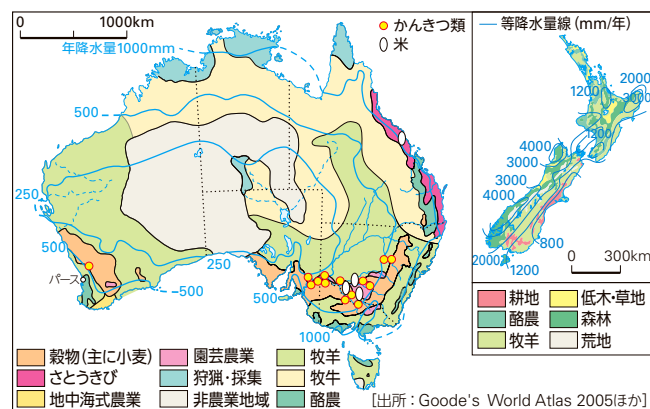 0 1000km
かんきつ類
米
年降水量1000mm
500
250
500
パース
500
250
500
1000
穀物(主に小麦)
さとうきび
地中海式農業
園芸農業
狩猟・採集
非農業地域
牧羊
牧牛
酪農
等降水量線(mm/年)
2000
1200
3000
1200
4000
3000
4000
800
2000
1200
0 300km
耕地
酪農
牧羊
低木・草地
森林
荒地
[出所:Goode's World Atlas 2005ほか]